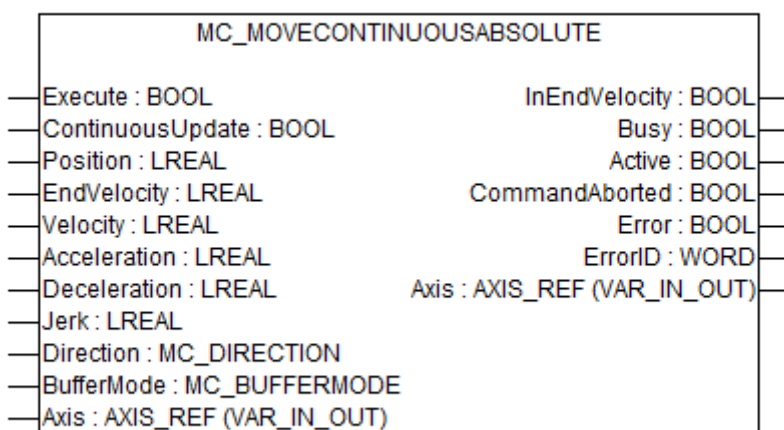 MC_MOVECONTINUOUSABSOLUTE
Execute : BOOL InEndVelocity : BOOL
ContinuousUpdate : BOOL Busy : BOOL
Position : LREAL Active : BOOL
EndVelocity : LREAL CommandAborted : BOOL
Velocity : LREAL Error : BOOL
Acceleration : LREAL ErrorID : WORD
Deceleration : LREAL Axis : AXIS_REF (VAR_IN_OUT)
Jerk : LREAL
Direction : MC_DIRECTION
BufferMode : MC_BUFFERMODE
Axis : AXIS_REF (VAR_IN_OUT)